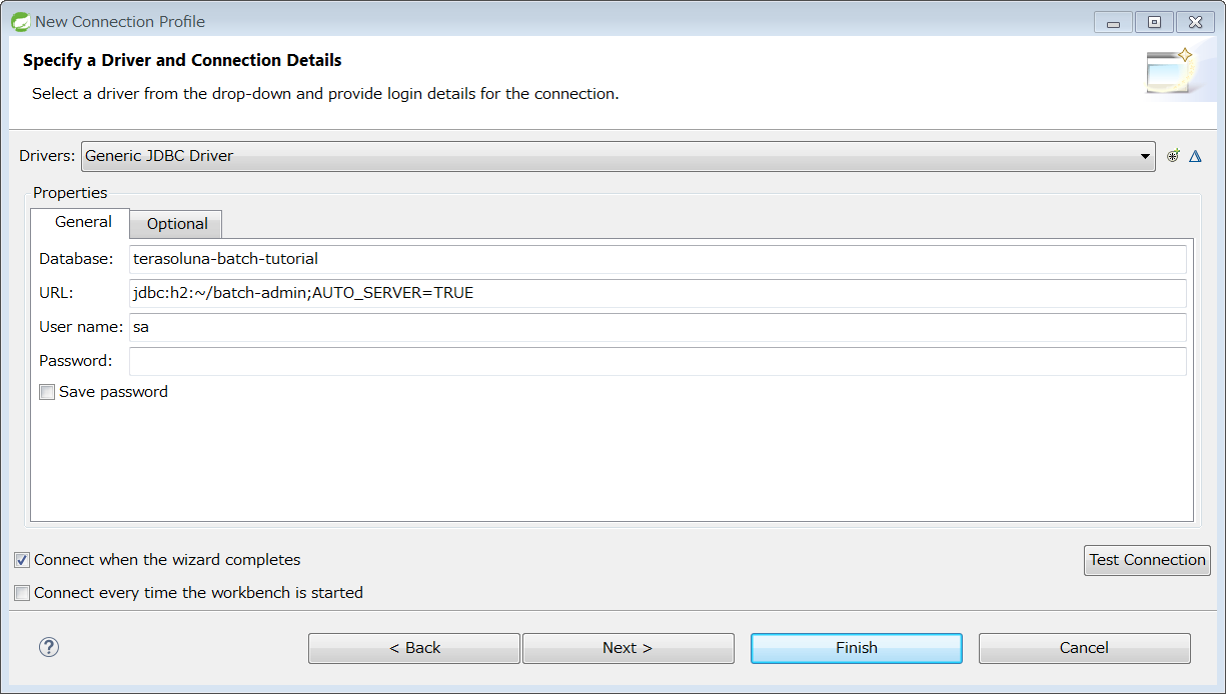 New Connection Profile
Specify a Driver and Connection Details
Select a driver from the drop-down and provide login details for the connection.
Drivers: Generic JDBC Driver
Properties
General Optional
Database: terasoluna-batch-tutorial
URL: jdbc:h2:~/batch-admin;AUTO_SERVER=TRUE
User name: sa
Password:
Save password
Connect when the wizard completes
Test Connection
Connect every time the workbench is started
? < Back Next > Finish Cancel